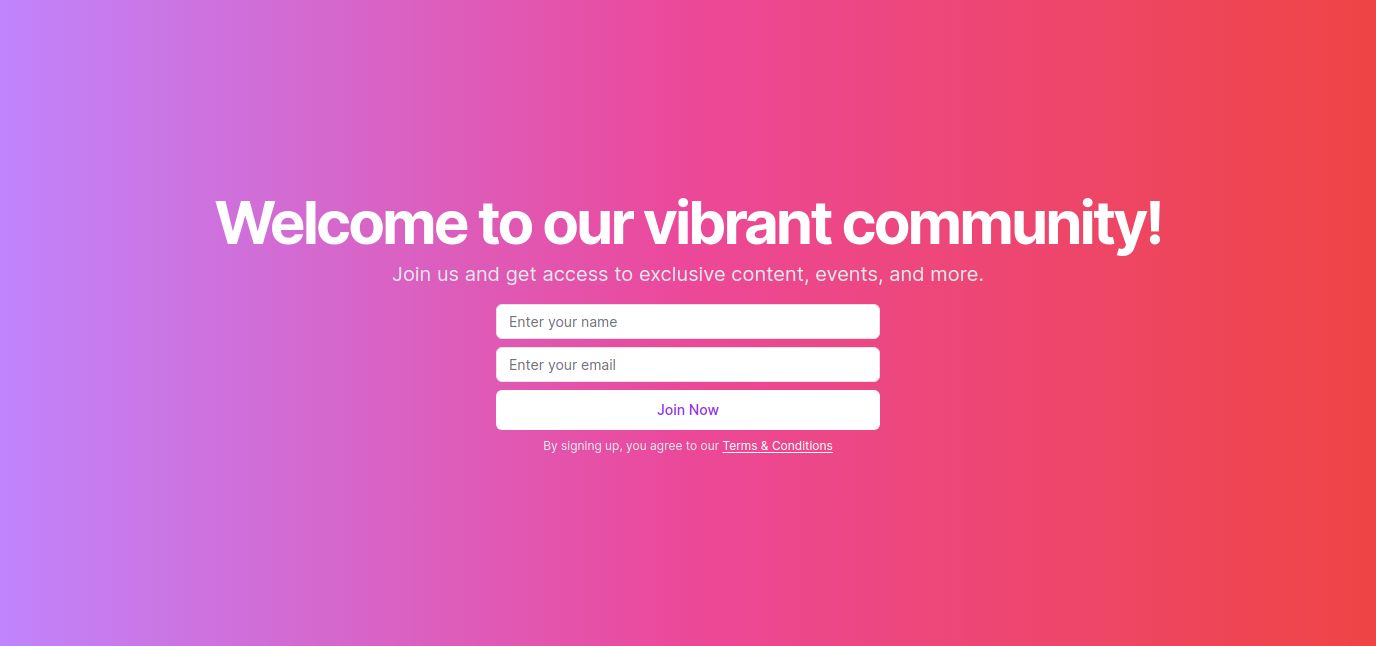 Welcome to our vibrant community!
Join us and get access to exclusive content, events, and more.
Enter your name
Enter your email
Join Now
By signing up, you agree to our Terms & Conditions